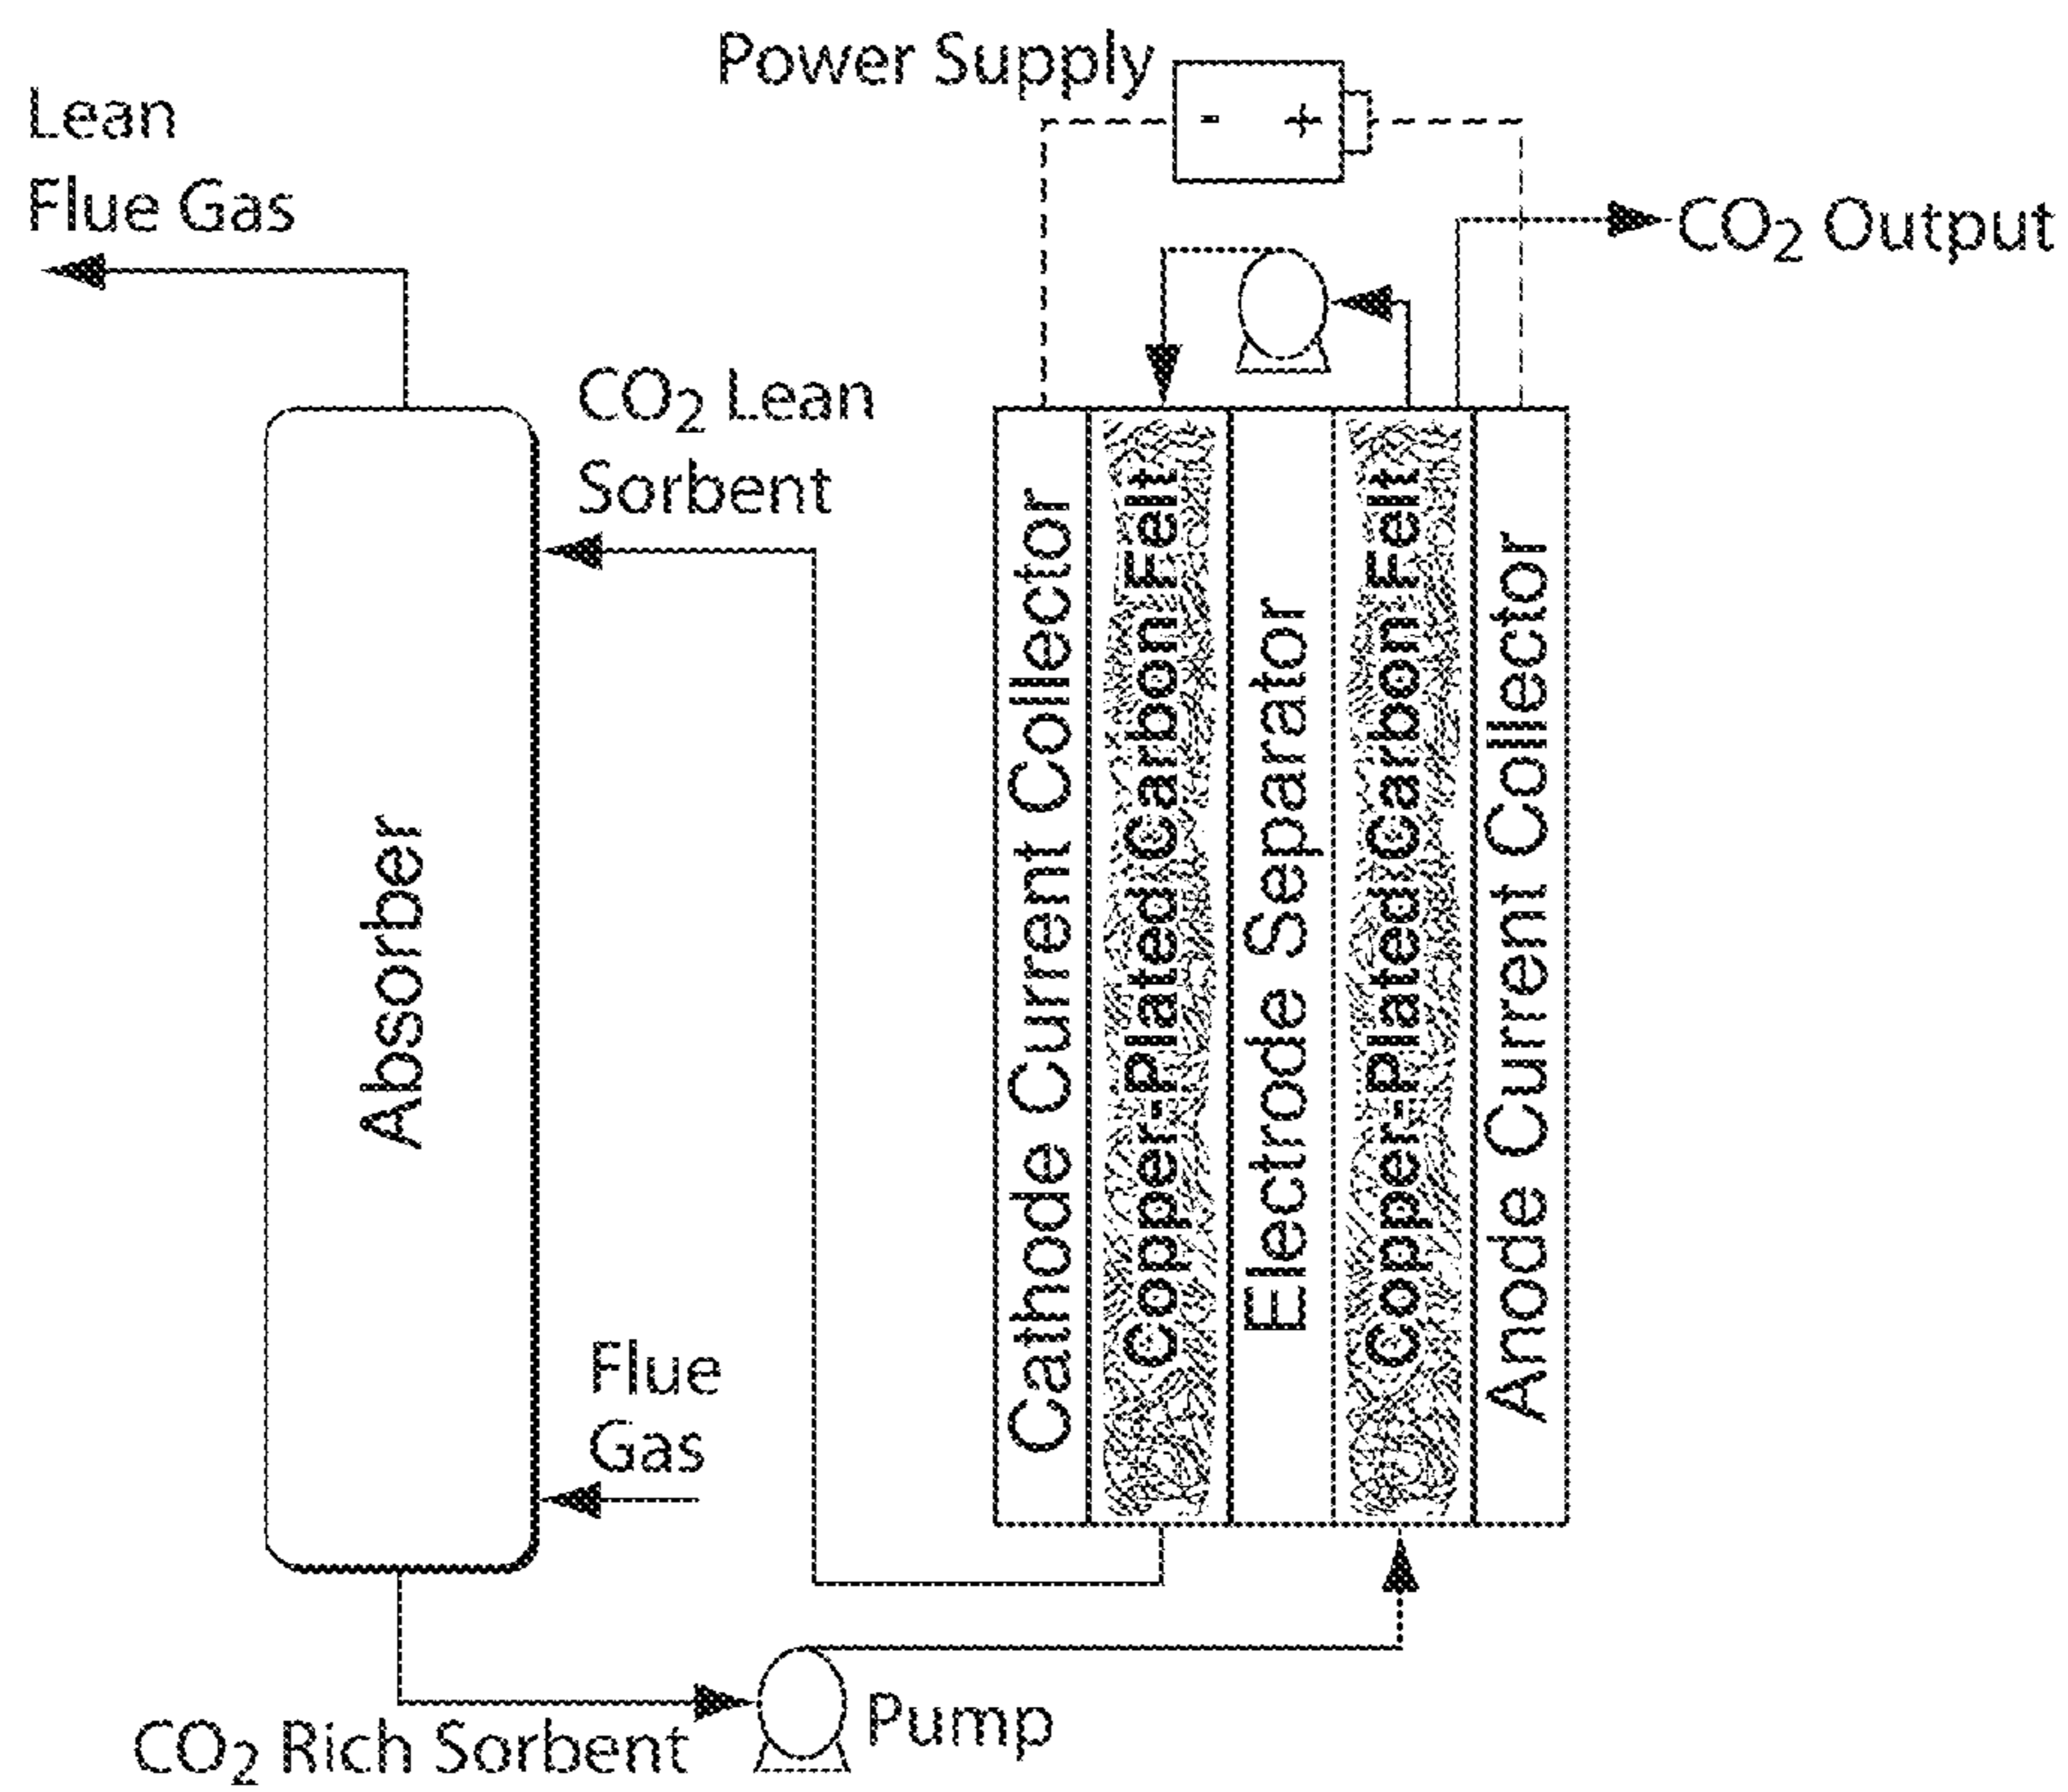 Power Supply
- +
Lean
Flue Gas
CO₂ Output
CO₂ Lean
Sorbent
Absorber
Cathode Current Collector
Copper-Plated Carbon Felt
Electrode Separator
Copper-Plated Carbon Felt
Anode Current Collector
Flue
Gas
CO₂ Rich Sorbent
Pump